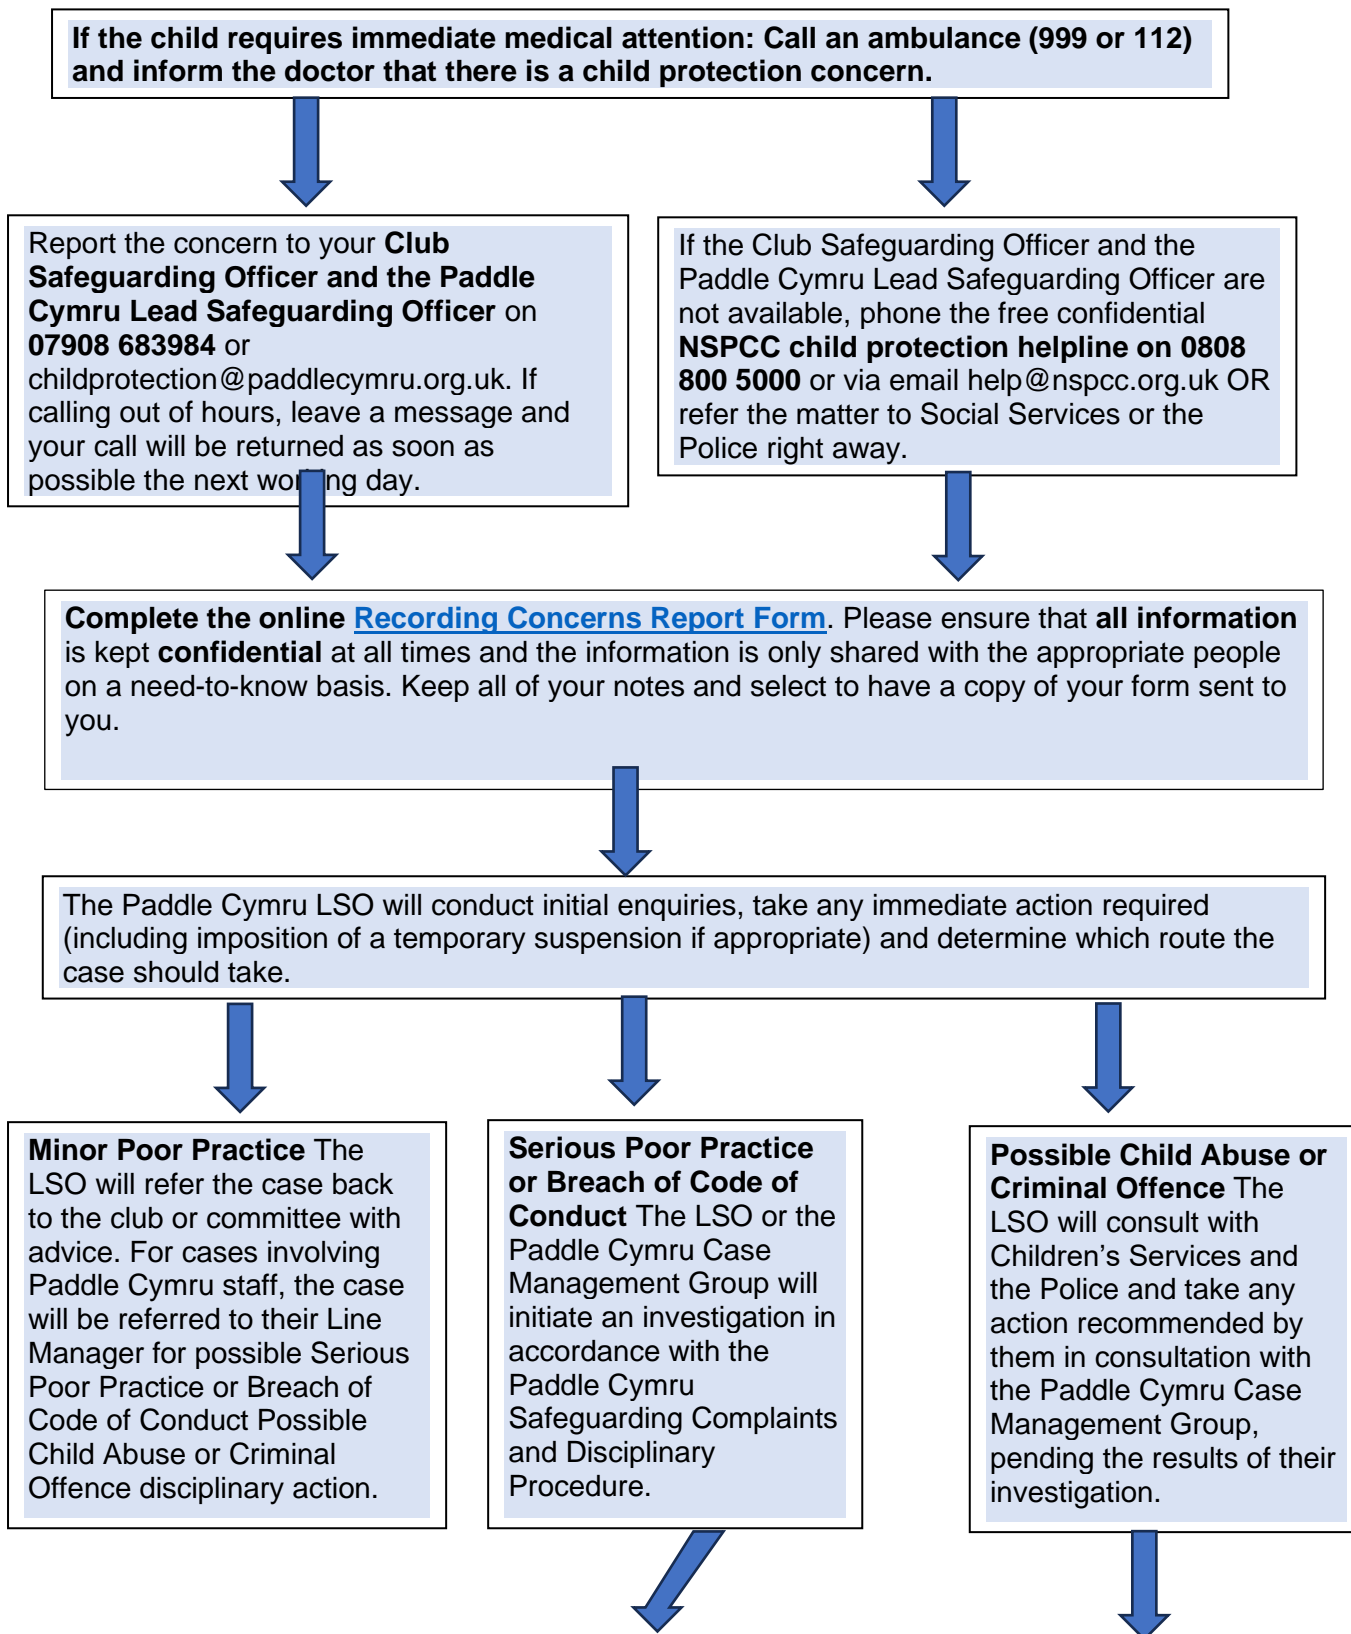 If the child requires immediate medical attention: Call an ambulance (999 or 112)
and inform the doctor that there is a child protection concern.
Report the concern to your Club
Safeguarding Officer and the Paddle
Cymru Lead Safeguarding Officer on
07908 683984 or
childprotection@paddlecymru.org.uk. If
calling out of hours, leave a message and
your call will be returned as soon as
possible the next working day.
If the Club Safeguarding Officer and the
Paddle Cymru Lead Safeguarding Officer are
not available, phone the free confidential
NSPCC child protection helpline on 0808
800 5000 or via email help@nspcc.org.uk OR
refer the matter to Social Services or the
Police right away.
Complete the online Recording Concerns Report Form. Please ensure that all information
is kept confidential at all times and the information is only shared with the appropriate people
on a need-to-know basis. Keep all of your notes and select to have a copy of your form sent to
you.
The Paddle Cymru LSO will conduct initial enquiries, take any immediate action required
(including imposition of a temporary suspension if appropriate) and determine which route the
case should take.
Minor Poor Practice The
LSO will refer the case back
to the club or committee with
advice. For cases involving
Paddle Cymru staff, the case
will be referred to their Line
Manager for possible Serious
Poor Practice or Breach of
Code of Conduct Possible
Child Abuse or Criminal
Offence disciplinary action.
Serious Poor Practice
or Breach of Code of
Conduct The LSO or the
Paddle Cymru Case
Management Group will
initiate an investigation in
accordance with the
Paddle Cymru
Safeguarding Complaints
and Disciplinary
Procedure.
Possible Child Abuse or
Criminal Offence The
LSO will consult with
Children’s Services and
the Police and take any
action recommended by
them in consultation with
the Paddle Cymru Case
Management Group,
pending the results of their
investigation.